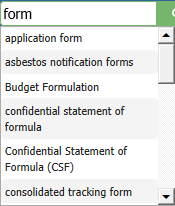 form
application form
asbestos notification forms
Budget Formulation
confidential statement of
formula
Confidential Statement of
Formula (CSF)
consolidated tracking form